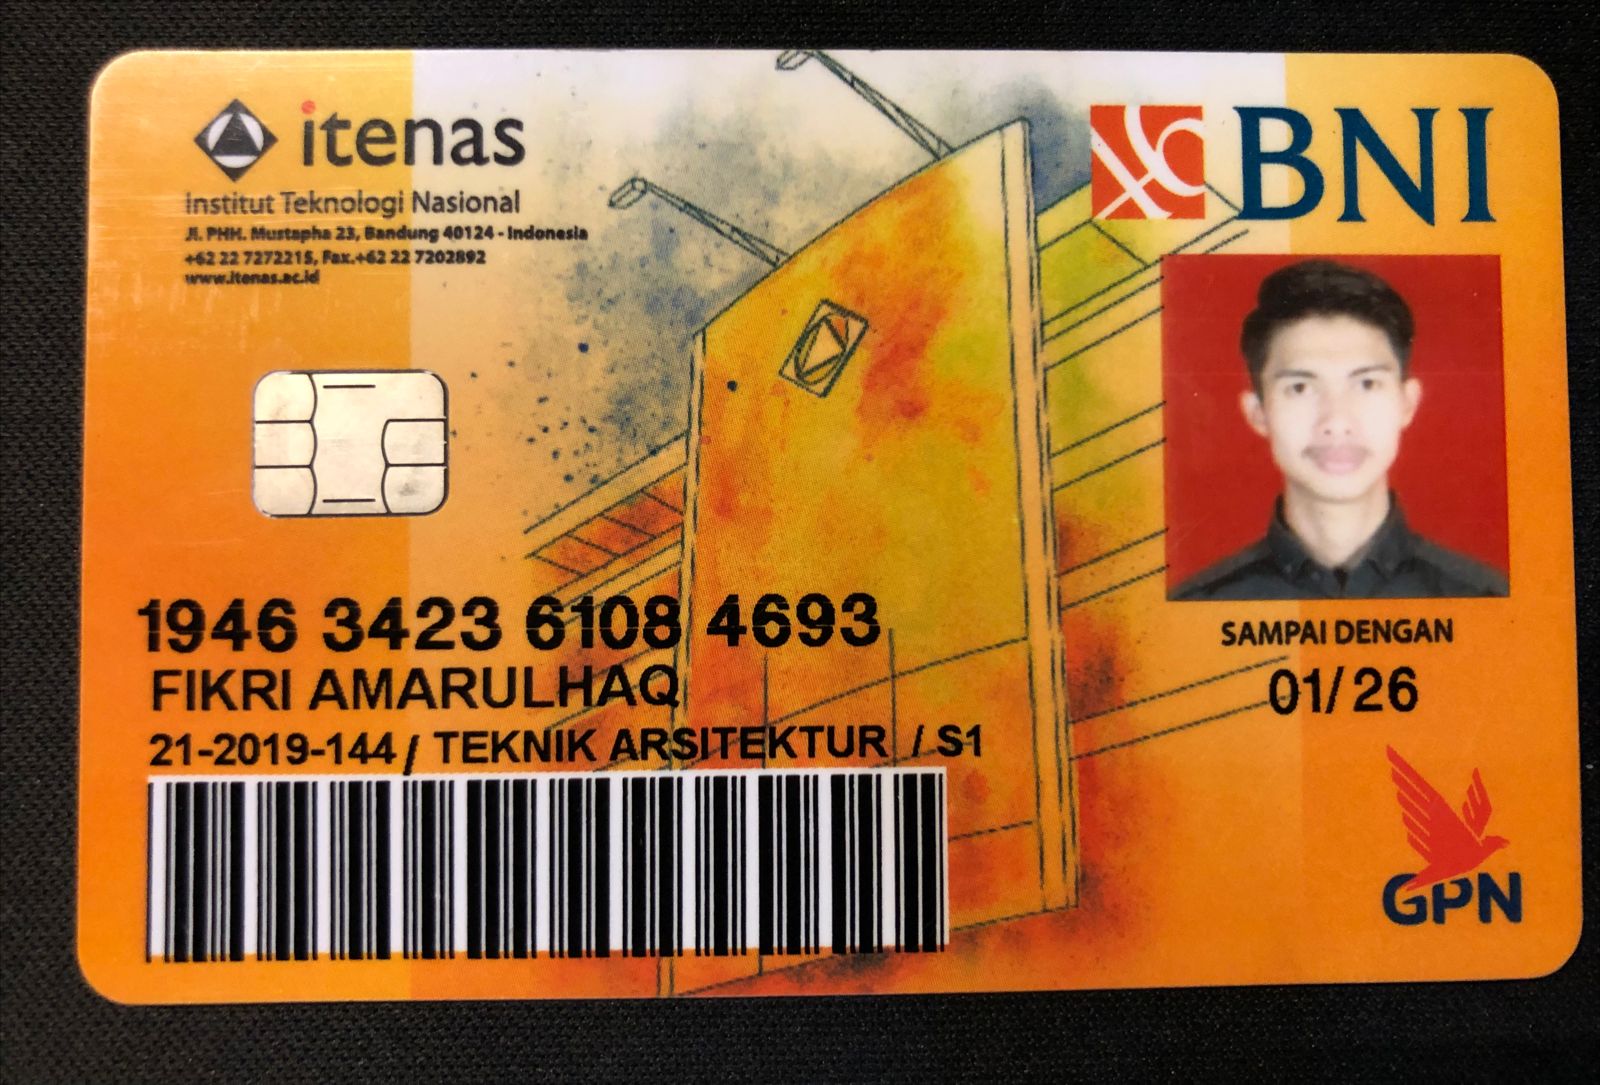 itenas
Institut Teknologi Nasional
Jl. PHH. Mustapha 23, Bandung 40124 - Indonesia
+62 22 7272215, Fax.+62 22 7202892
www.itenas.ac.id
BNI
1946 3423 6108 4693
FIKRI AMARULHAQ
21-2019-144 / TEKNIK ARSITEKTUR / S1
SAMPAI DENGAN
01/26
GPN